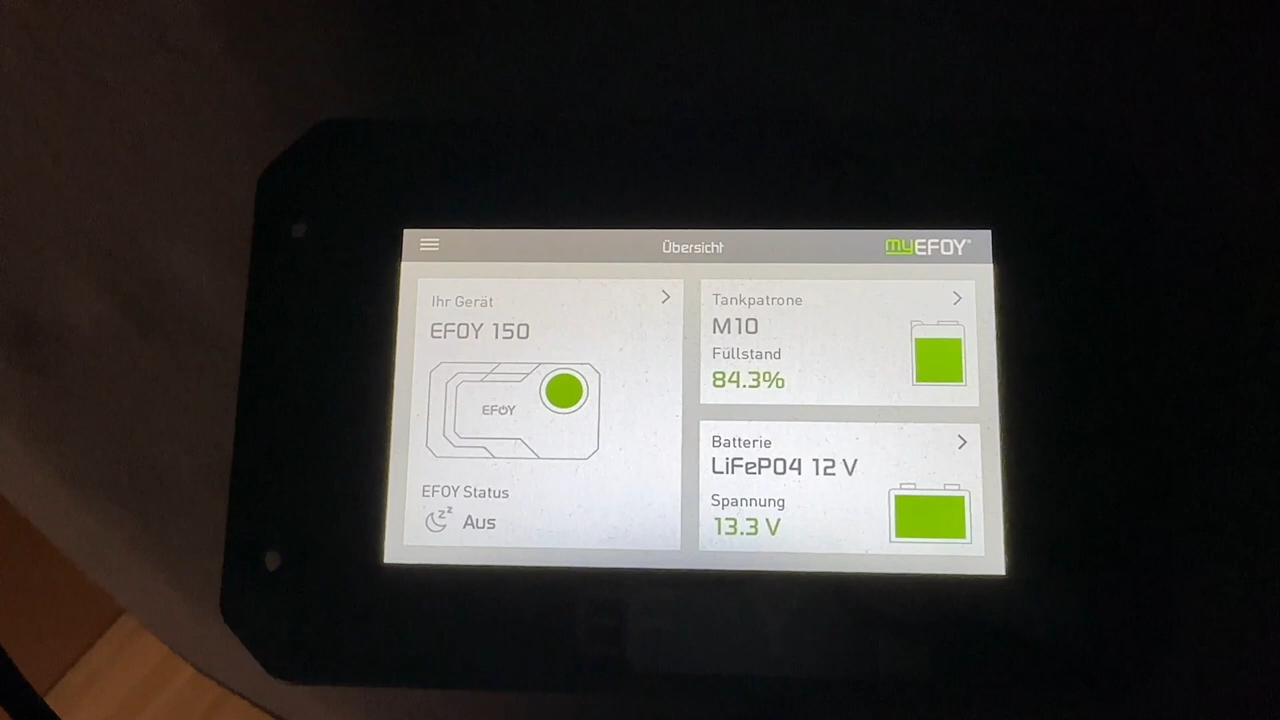 Übersicht
myEFOY®
Ihr Gerät
EFOY 150
EFOY
EFOY Status
zz
Aus
Tankpatrone
M10
Füllstand
84.3%
Batterie
LiFePO4 12 V
Spannung
13.3 V